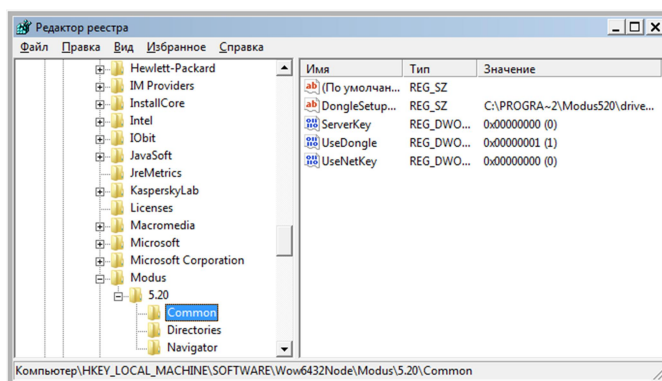 Редактор реестра
Файл Правка Вид Избранное Справка
Hewlett-Packard
IM Providers
InstallCore
Intel
IObit
JavaSoft
JreMetrics
KasperskyLab
Licenses
Macromedia
Microsoft
Microsoft Corporation
Modus
5.20
Common
Directories
Navigator
Имя Тип Значение
(По умолчан... REG_SZ
DongleSetup... REG_SZ C:\PROGRA~2\Modus520\drive...
ServerKey REG_DWO... 0x00000000 (0)
UseDongle REG_DWO... 0x00000001 (1)
UseNetKey REG_DWO... 0x00000000 (0)
Компьютер\HKEY_LOCAL_MACHINE\SOFTWARE\Wow6432Node\Modus\5.20\Common